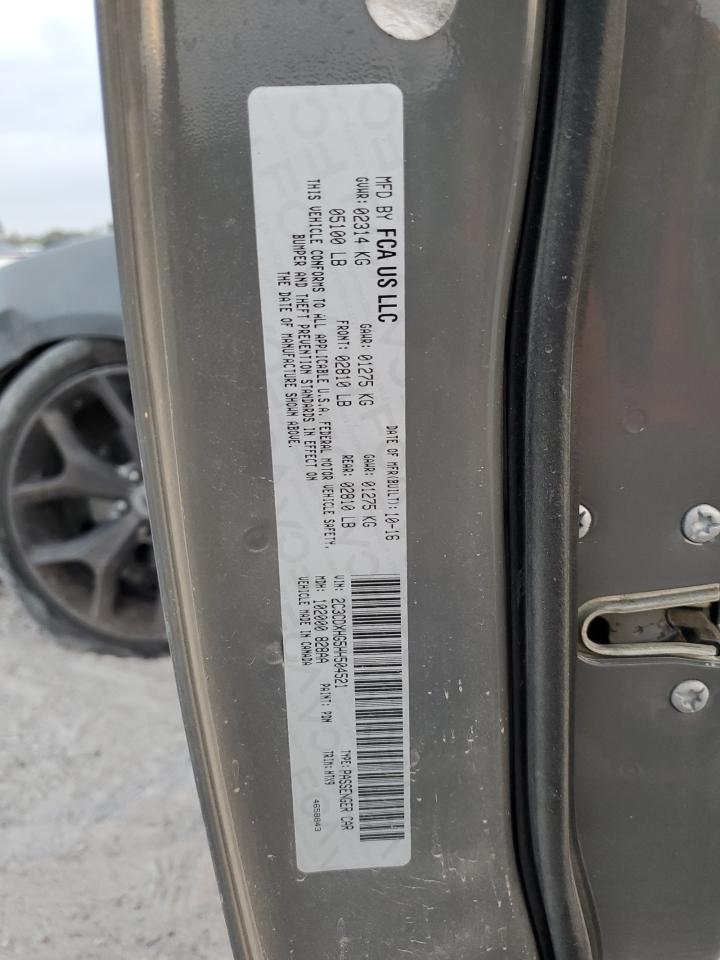 MFD BY FCA US LLC
DATE OF MFR(BUILT): 10-16
GVWR: 02314 KG GAWR: 01275 KG GAWR: 01275 KG
05100 LB FRONT: 02810 LB REAR: 02810 LB
THIS VEHICLE CONFORMS TO ALL APPLICABLE U.S.A. FEDERAL MOTOR VEHICLE SAFETY,
BUMPER AND THEFT PREVENTION STANDARDS IN EFFECT ON
THE DATE OF MANUFACTURE SHOWN ABOVE.
VIN: 2C3CDXHG5HH504521 TYPE: PASSENGER CAR
MDH: 102000 828AA PAINT: PDN TRIM: HTX9
VEHICLE MADE IN CANADA 4658843